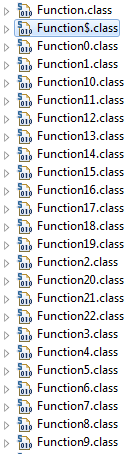 Function.class
Function$.class
Function0.class
Function1.class
Function10.class
Function11.class
Function12.class
Function13.class
Function14.class
Function15.class
Function16.class
Function17.class
Function18.class
Function19.class
Function2.class
Function20.class
Function21.class
Function22.class
Function3.class
Function4.class
Function5.class
Function6.class
Function7.class
Function8.class
Function9.class